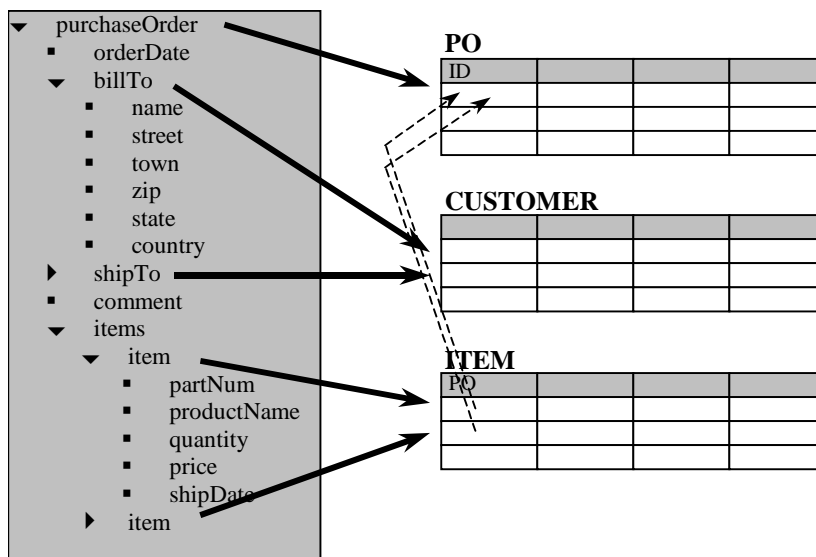 purchaseOrder
orderDate
billTo
name
street
town
zip
state
country
shipTo
comment
items
item
partNum
productName
quantity
price
shipDate
item
PO
ID
CUSTOMER
ITEM
PO